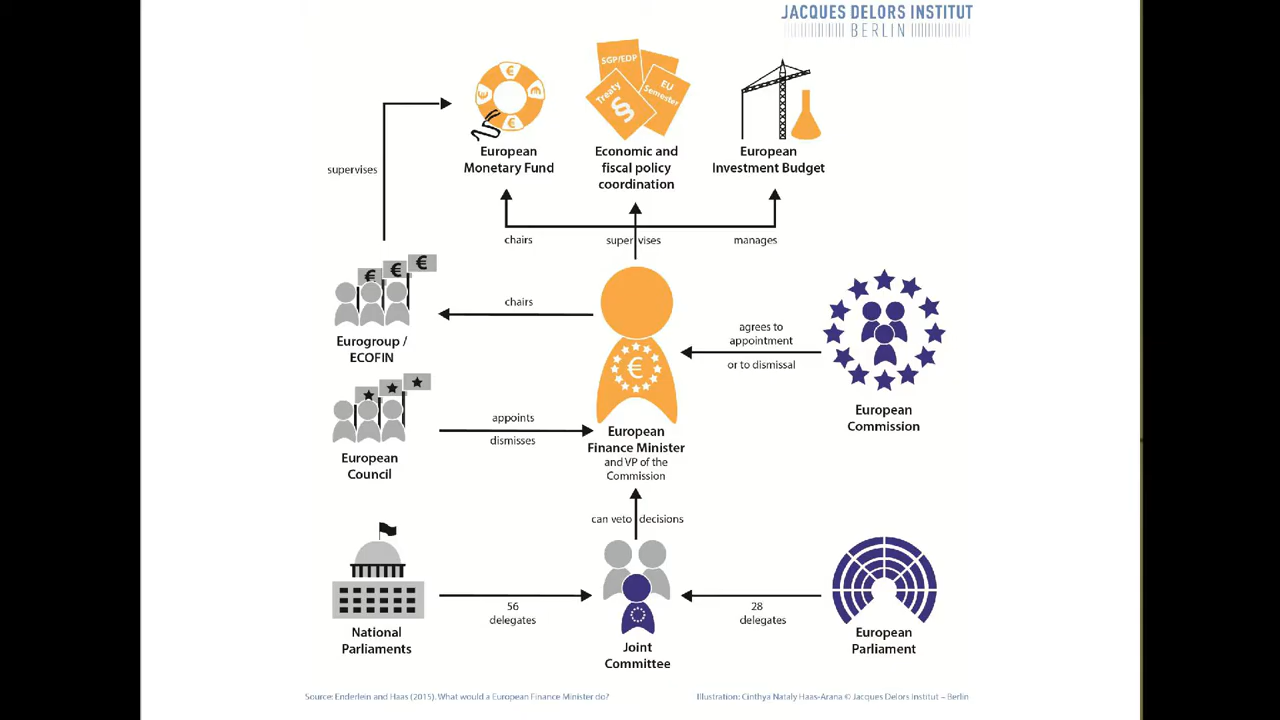 JACQUES DELORS INSTITUT
BERLIN
SGP/EDP
Treaty
§
EU
Semester
European
Monetary Fund
Economic and
fiscal policy
coordination
European
Investment Budget
supervises
chairs
supervises
manages
Eurogroup /
ECOFIN
chairs
agrees to
appointment
or to dismissal
European
Commission
European
Council
appoints
dismisses
European
Finance Minister
and VP of the
Commission
can veto decisions
National
Parliaments
56
delegates
Joint
Committee
28
delegates
European
Parliament
Source: Enderlein and Haas (2015). What would a European Finance Minister do?
Illustration: Cinthya Nataly Haas-Arana © Jacques Delors Institut – Berlin